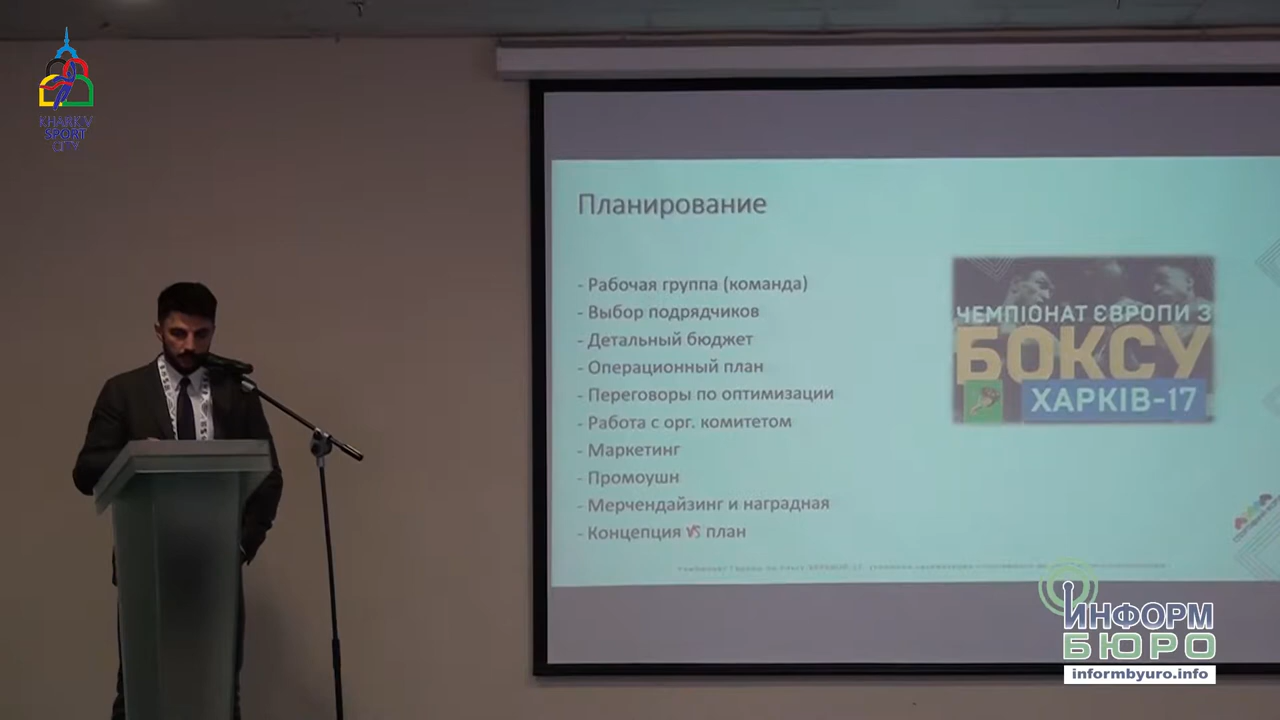 KHARKIV
SPORT
CITY
Планирование
- Рабочая группа (команда)
- Выбор подрядчиков
- Детальный бюджет
- Операционный план
- Переговоры по оптимизации
- Работа с орг. комитетом
- Маркетинг
- Промоушн
- Мерчендайзинг и наградная
- Концепция VS план
ЧЕМПІОНАТ ЄВРОПИ З
БОКСУ
ХАРКІВ-17
ИНФОРМ
БЮРО
informbyuro.info